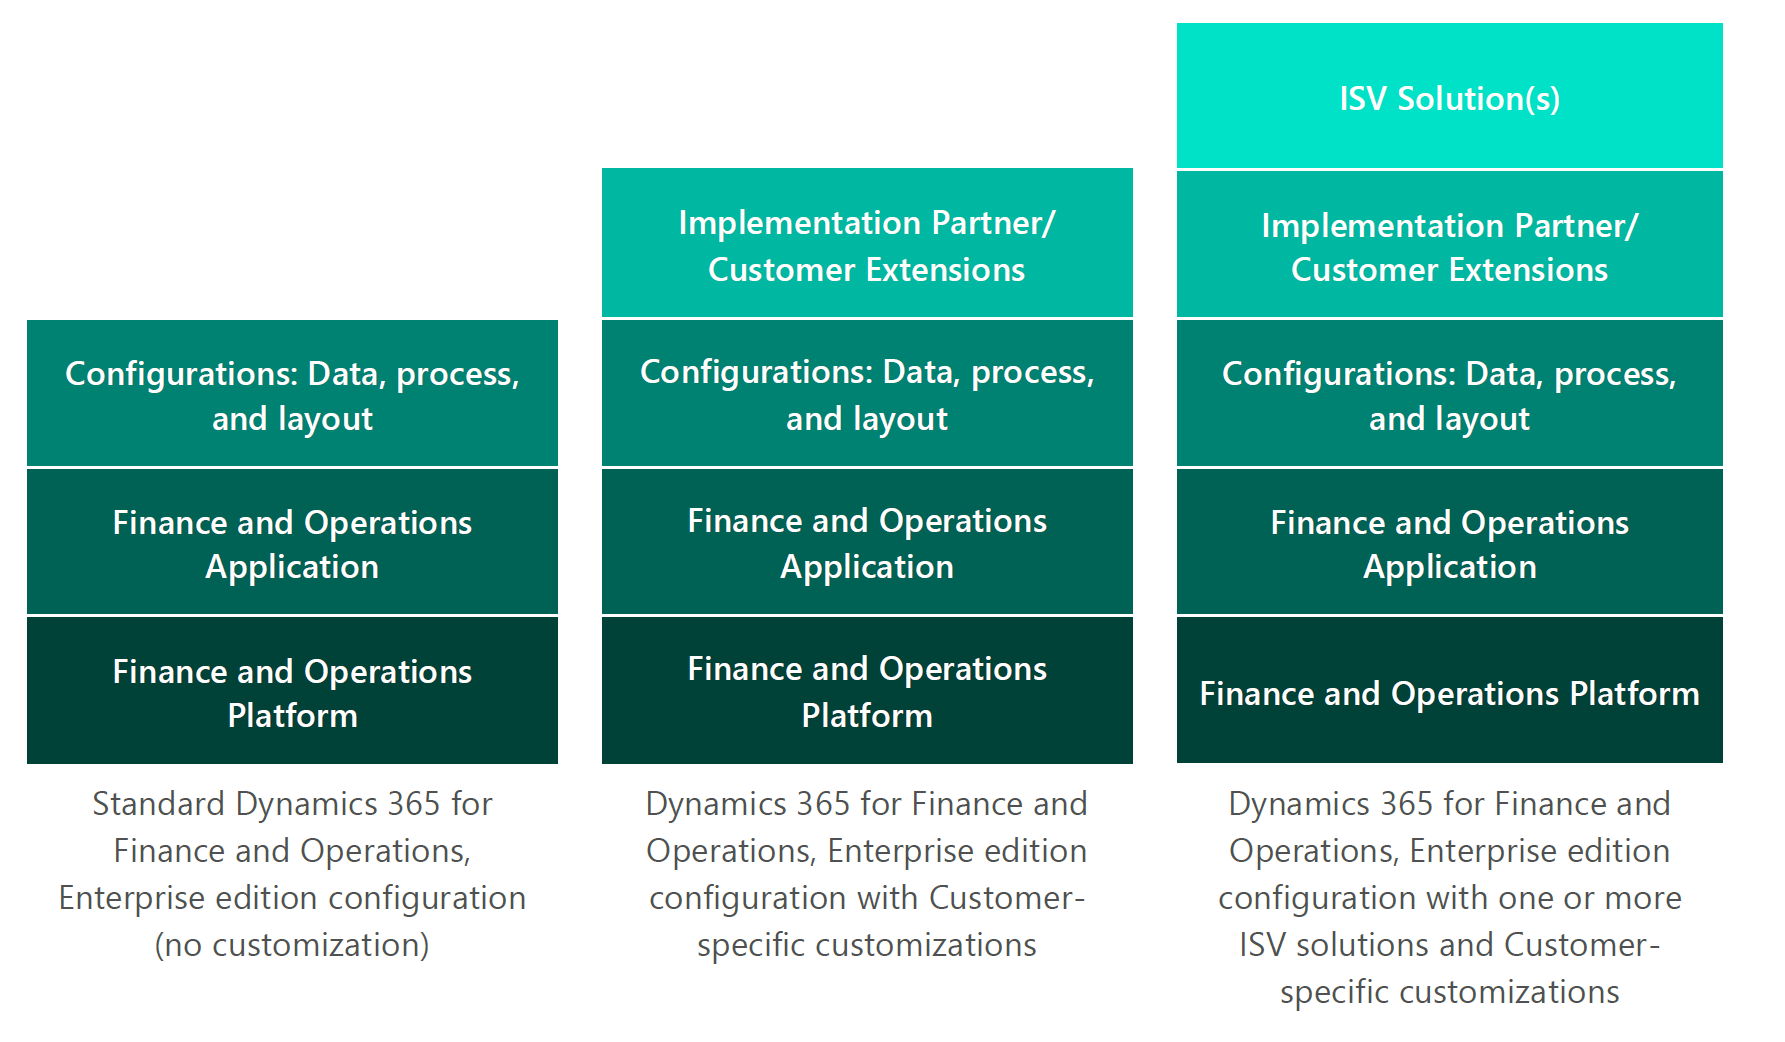 Configurations: Data, process,
and layout
Finance and Operations
Application
Finance and Operations
Platform
Standard Dynamics 365 for
Finance and Operations,
Enterprise edition configuration
(no customization)
Implementation Partner/
Customer Extensions
Configurations: Data, process,
and layout
Finance and Operations
Application
Finance and Operations
Platform
Dynamics 365 for Finance and
Operations, Enterprise edition
configuration with Customer-
specific customizations
ISV Solution(s)
Implementation Partner/
Customer Extensions
Configurations: Data, process,
and layout
Finance and Operations
Application
Finance and Operations Platform
Dynamics 365 for Finance and
Operations, Enterprise edition
configuration with one or more
ISV solutions and Customer-
specific customizations